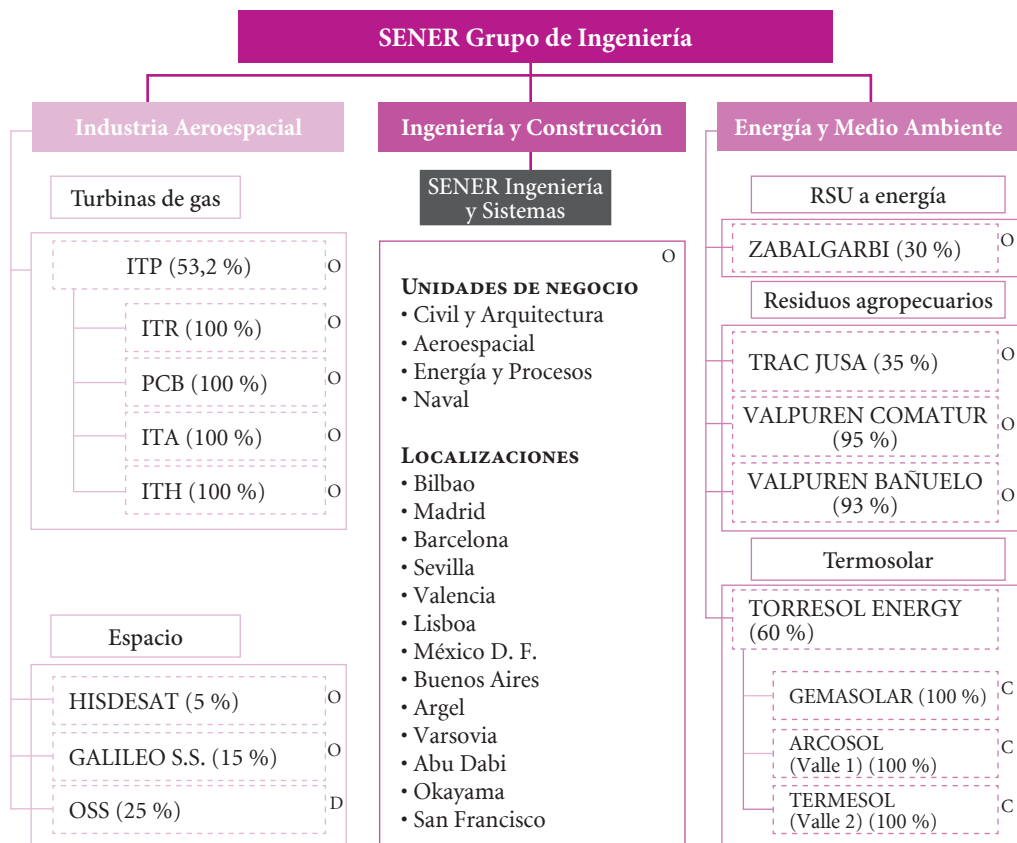 SENER Grupo de Ingeniería
Industria Aeroespacial
Turbinas de gas
ITP (53,2 %)
O
ITR (100 %)
O
PCB (100 %)
O
ITA (100 %)
O
ITH (100 %)
O
Espacio
HISDESAT (5 %)
O
GALILEO S.S. (15 %)
O
OSS (25 %)
D
Ingeniería y Construcción
SENER Ingeniería
y Sistemas
O
UNIDADES DE NEGOCIO
• Civil y Arquitectura
• Aeroespacial
• Energía y Procesos
• Naval
LOCALIZACIONES
• Bilbao
• Madrid
• Barcelona
• Sevilla
• Valencia
• Lisboa
• México D. F.
• Buenos Aires
• Argel
• Varsovia
• Abu Dabi
• Okayama
• San Francisco
Energía y Medio Ambiente
RSU a energía
ZABALGARBI (30 %)
O
Residuos agropecuarios
TRAC JUSA (35 %)
O
VALPUREN COMATUR
(95 %)
O
VALPUREN BAÑUELO
(93 %)
O
Termosolar
TORRESOL ENERGY
(60 %)
GEMASOLAR (100 %)
C
ARCOSOL
(Valle 1) (100 %)
C
TERMESOL
(Valle 2) (100 %)
C